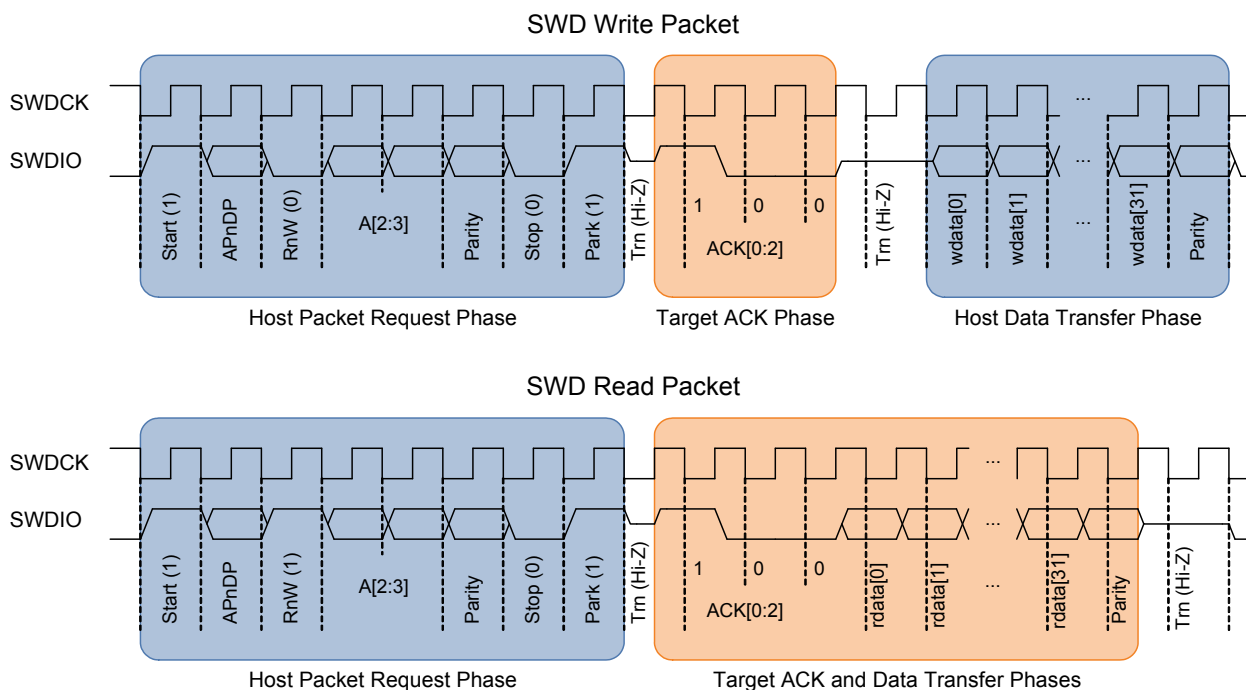 SWD Write Packet
SWDCK
...
SWDIO
...
Start (1)
APnDP
RnW (0)
A[2:3]
Parity
Stop (0)
Park (1)
Trn (Hi-Z)
1
0
0
ACK[0:2]
Trn (Hi-Z)
wdata[0]
wdata[1]
...
wdata[31]
Parity
Host Packet Request Phase
Target ACK Phase
Host Data Transfer Phase
SWD Read Packet
SWDCK
...
SWDIO
...
Start (1)
APnDP
RnW (1)
A[2:3]
Parity
Stop (0)
Park (1)
Trn (Hi-Z)
1
0
0
ACK[0:2]
rdata[0]
rdata[1]
...
rdata[31]
Parity
Trn (Hi-Z)
Host Packet Request Phase
Target ACK and Data Transfer Phases